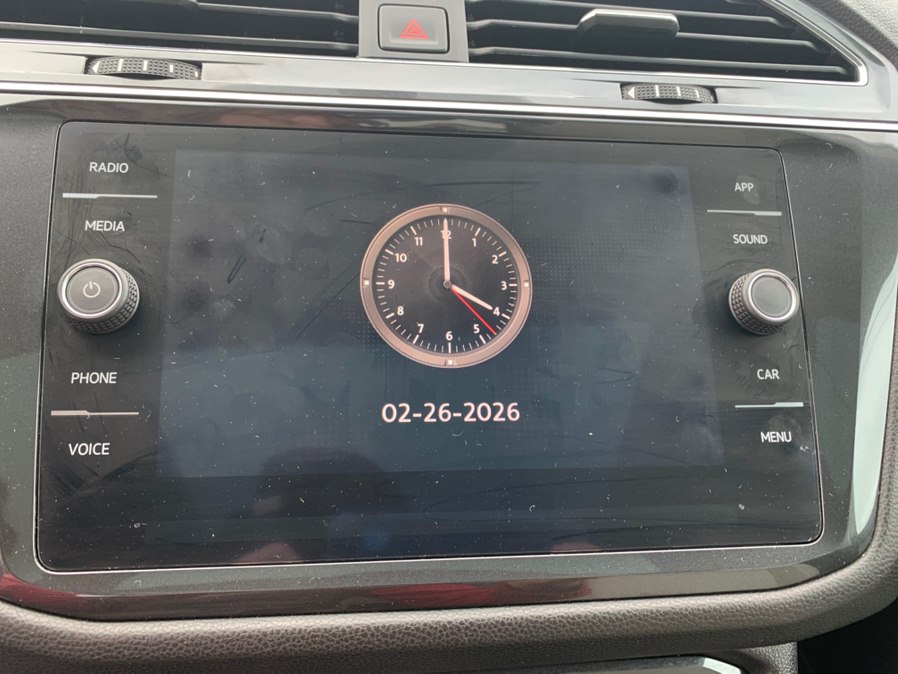 RADIO
MEDIA
PHONE
VOICE
12
1
2
3
4
5
6
7
8
9
10
11
02-26-2026
APP
SOUND
CAR
MENU